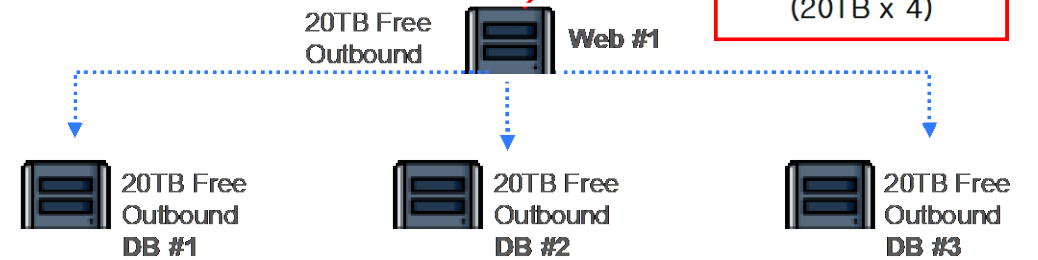 (20TB x 4)
20TB Free
Outbound
Web #1
20TB Free
Outbound
DB #1
20TB Free
Outbound
DB #2
20TB Free
Outbound
DB #3